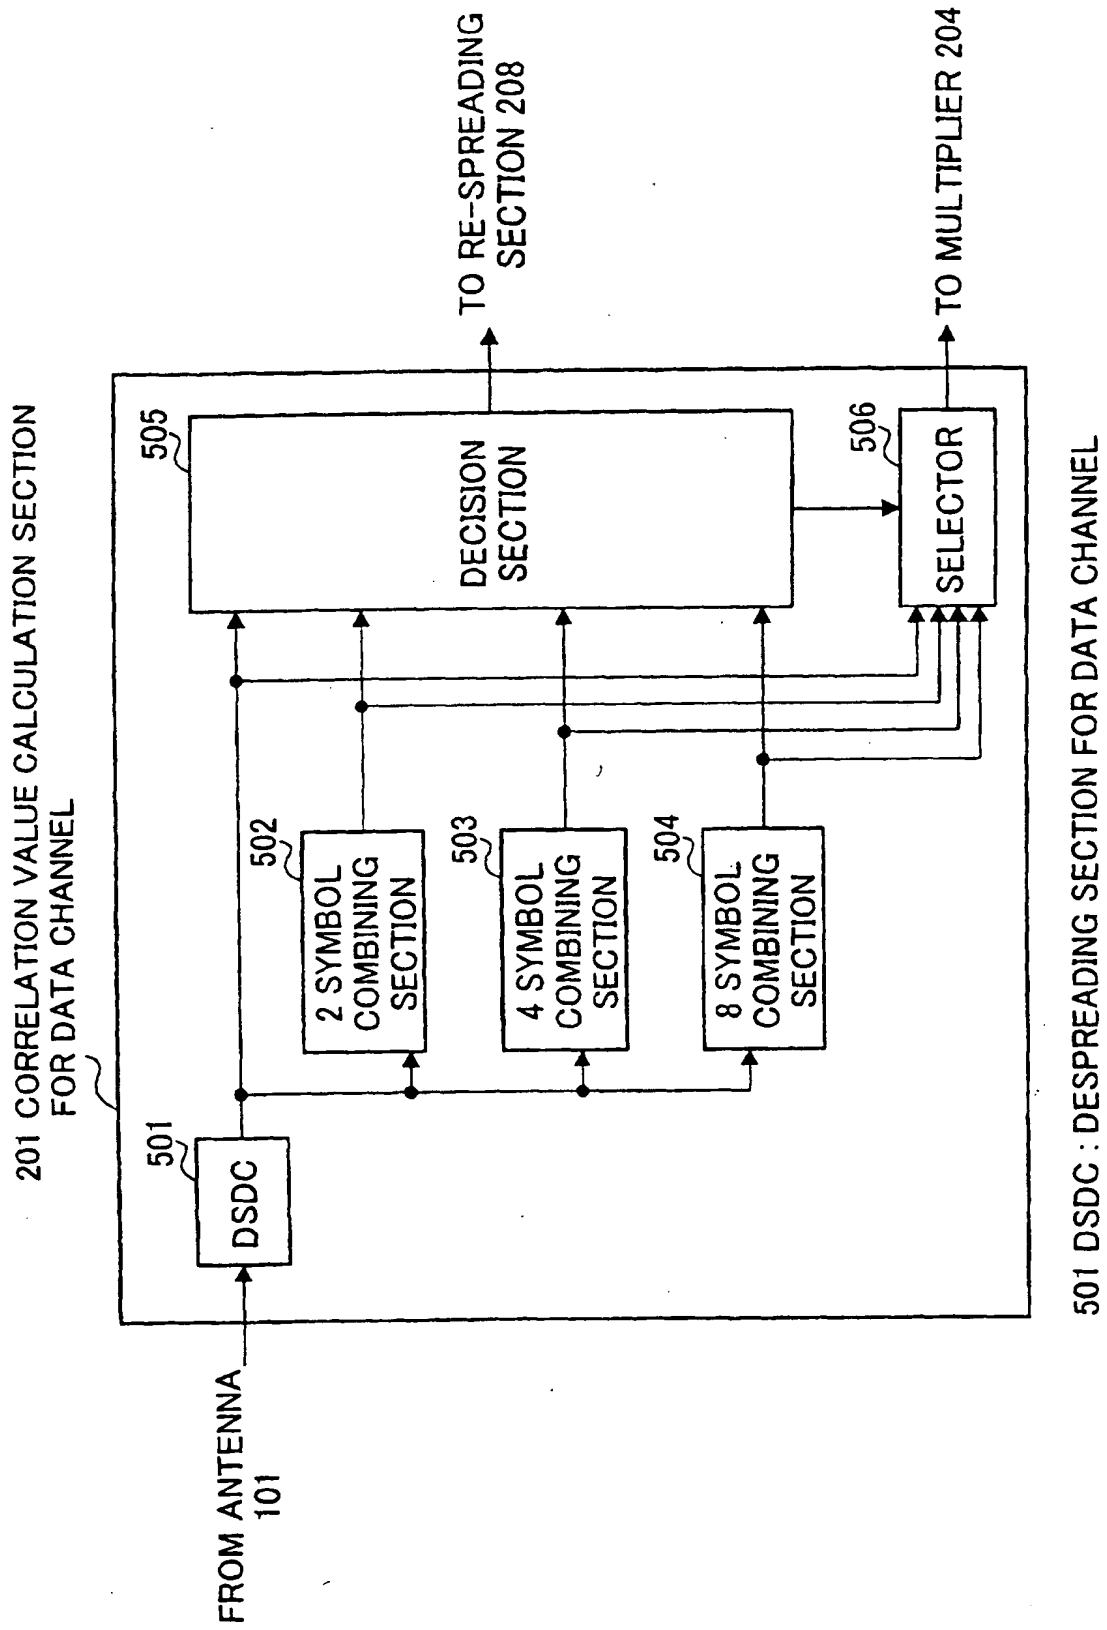 201 CORRELATION VALUE CALCULATION SECTION
FOR DATA CHANNEL
FROM ANTENNA
101
501
DSDC
502
2 SYMBOL
COMBINING
SECTION
503
4 SYMBOL
COMBINING
SECTION
504
8 SYMBOL
COMBINING
SECTION
505
DECISION
SECTION
506
SELECTOR
TO RE-SPREADING
SECTION 208
TO MULTIPLIER 204
501 DSDC : DESPREADING SECTION FOR DATA CHANNEL